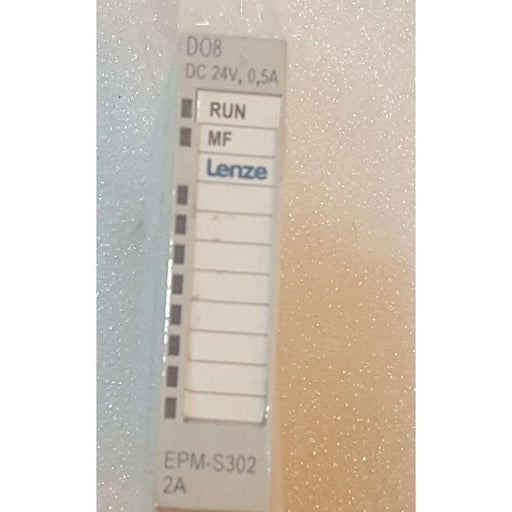 DO8
DC 24V, 0,5A
RUN
MF
Lenze
EPM-S302
2A